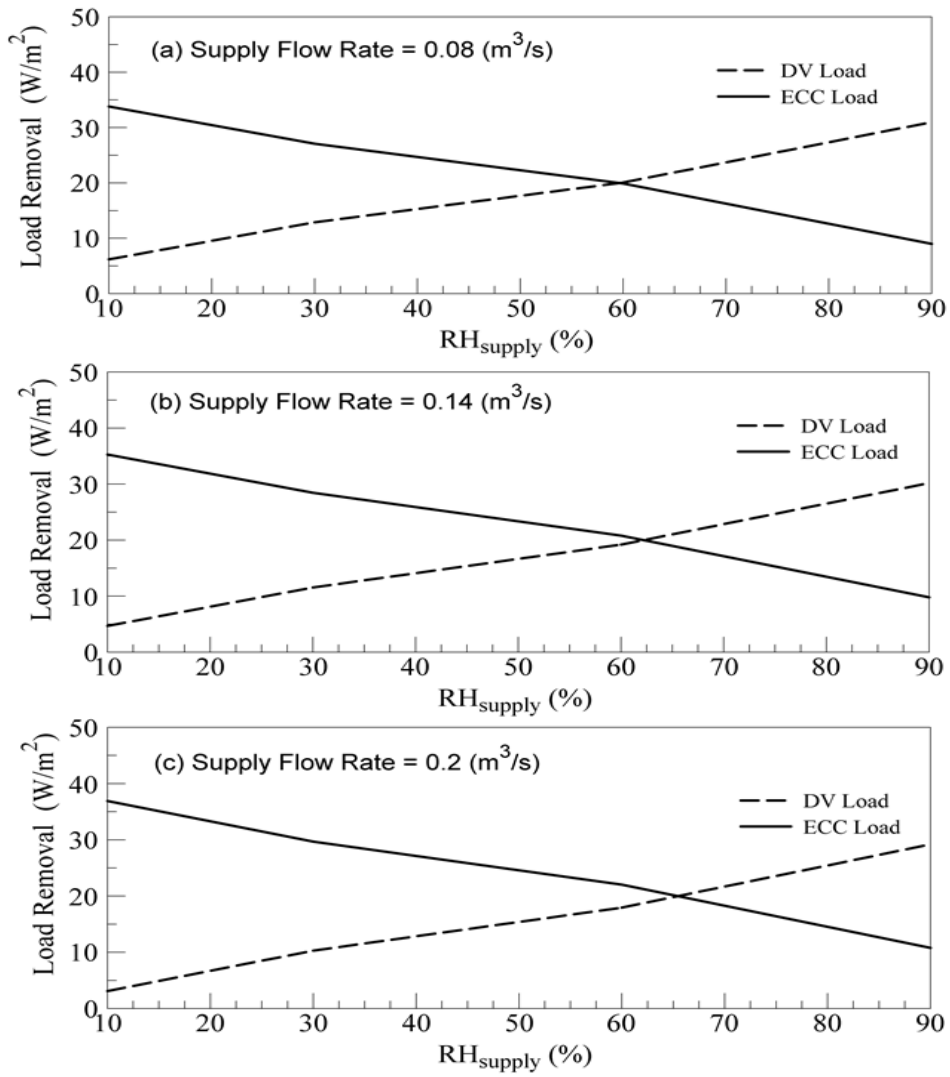 (a) Supply Flow Rate = 0.08 (m³/s)
DV Load
ECC Load
Load Removal (W/m²)
50
40
30
20
10
0
10 20 30 40 50 60 70 80 90
RHsupply (%)
(b) Supply Flow Rate = 0.14 (m³/s)
DV Load
ECC Load
Load Removal (W/m²)
50
40
30
20
10
0
10 20 30 40 50 60 70 80 90
RHsupply (%)
(c) Supply Flow Rate = 0.2 (m³/s)
DV Load
ECC Load
Load Removal (W/m²)
50
40
30
20
10
0
10 20 30 40 50 60 70 80 90
RHsupply (%)